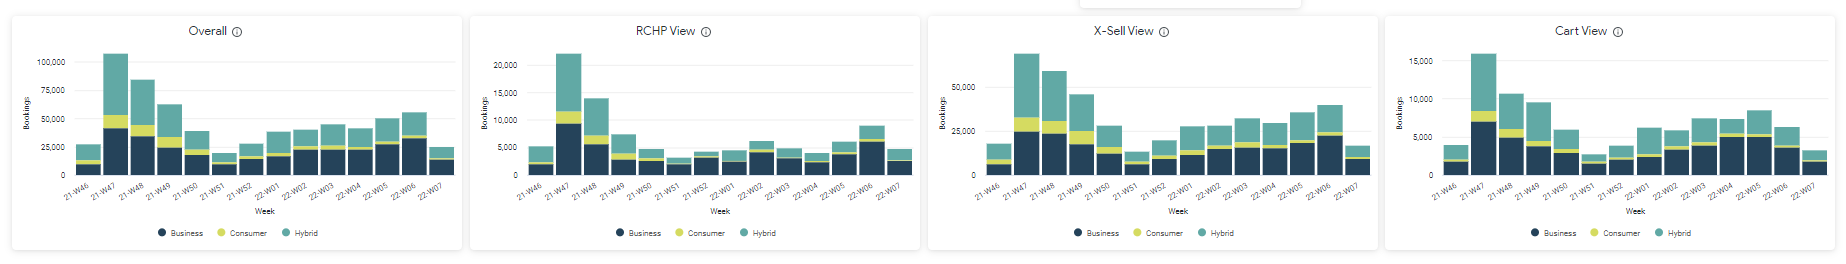 Overall
Bookings
100,000
75,000
50,000
25,000
0
21-W46 21-W47 21-W48 21-W49 21-W50 21-W51 21-W52 22-W01 22-W02 22-W03 22-W04 22-W05 22-W06 22-W07
Week
Business Consumer Hybrid
RCHP View
Bookings
20,000
15,000
10,000
5,000
0
21-W46 21-W47 21-W48 21-W49 21-W50 21-W51 21-W52 22-W01 22-W02 22-W03 22-W04 22-W05 22-W06 22-W07
Week
Business Consumer Hybrid
X-Sell View
Bookings
50,000
25,000
0
21-W46 21-W47 21-W48 21-W49 21-W50 21-W51 21-W52 22-W01 22-W02 22-W03 22-W04 22-W05 22-W06 22-W07
Week
Business Consumer Hybrid
Cart View
Bookings
15,000
10,000
5,000
0
21-W46 21-W47 21-W48 21-W49 21-W50 21-W51 21-W52 22-W01 22-W02 22-W03 22-W04 22-W05 22-W06 22-W07
Week
Business Consumer Hybrid